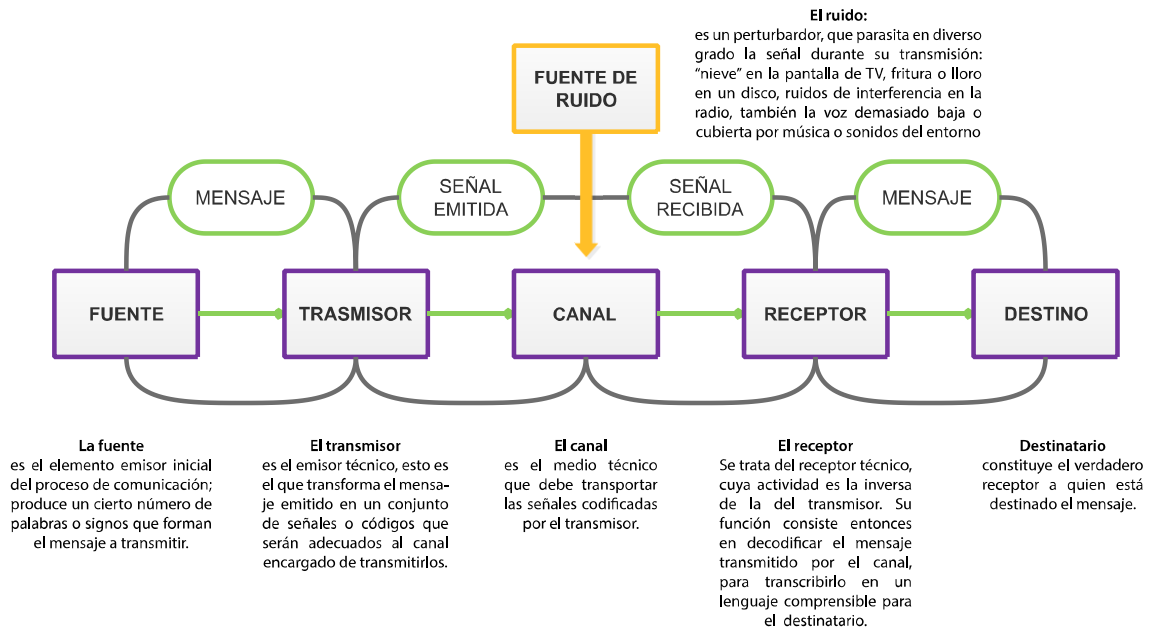 El ruido:
es un perturbardor, que parasita en diverso
grado la señal durante su transmisión:
“nieve” en la pantalla de TV, fritura o lloro
en un disco, ruidos de interferencia en la
radio, también la voz demasiado baja o
cubierta por música o sonidos del entorno
FUENTE DE
RUIDO
MENSAJE
SEÑAL
EMITIDA
SEÑAL
RECIBIDA
MENSAJE
FUENTE
TRASMISOR
CANAL
RECEPTOR
DESTINO
La fuente
es el elemento emisor inicial
del proceso de comunicación;
produce un cierto número de
palabras o signos que forman
el mensaje a transmitir.
El transmisor
es el emisor técnico, esto es
el que transforma el mensa-
je emitido en un conjunto
de señales o códigos que
serán adecuados al canal
encargado de transmitirlos.
El canal
es el medio técnico
que debe transportar
las señales codificadas
por el transmisor.
El receptor
Se trata del receptor técnico,
cuya actividad es la inversa
de la del transmisor. Su
función consiste entonces
en decodificar el mensaje
transmitido por el canal,
para transcribirlo en un
lenguaje comprensible para
el destinatario.
Destinatario
constituye el verdadero
receptor a quien está
destinado el mensaje.